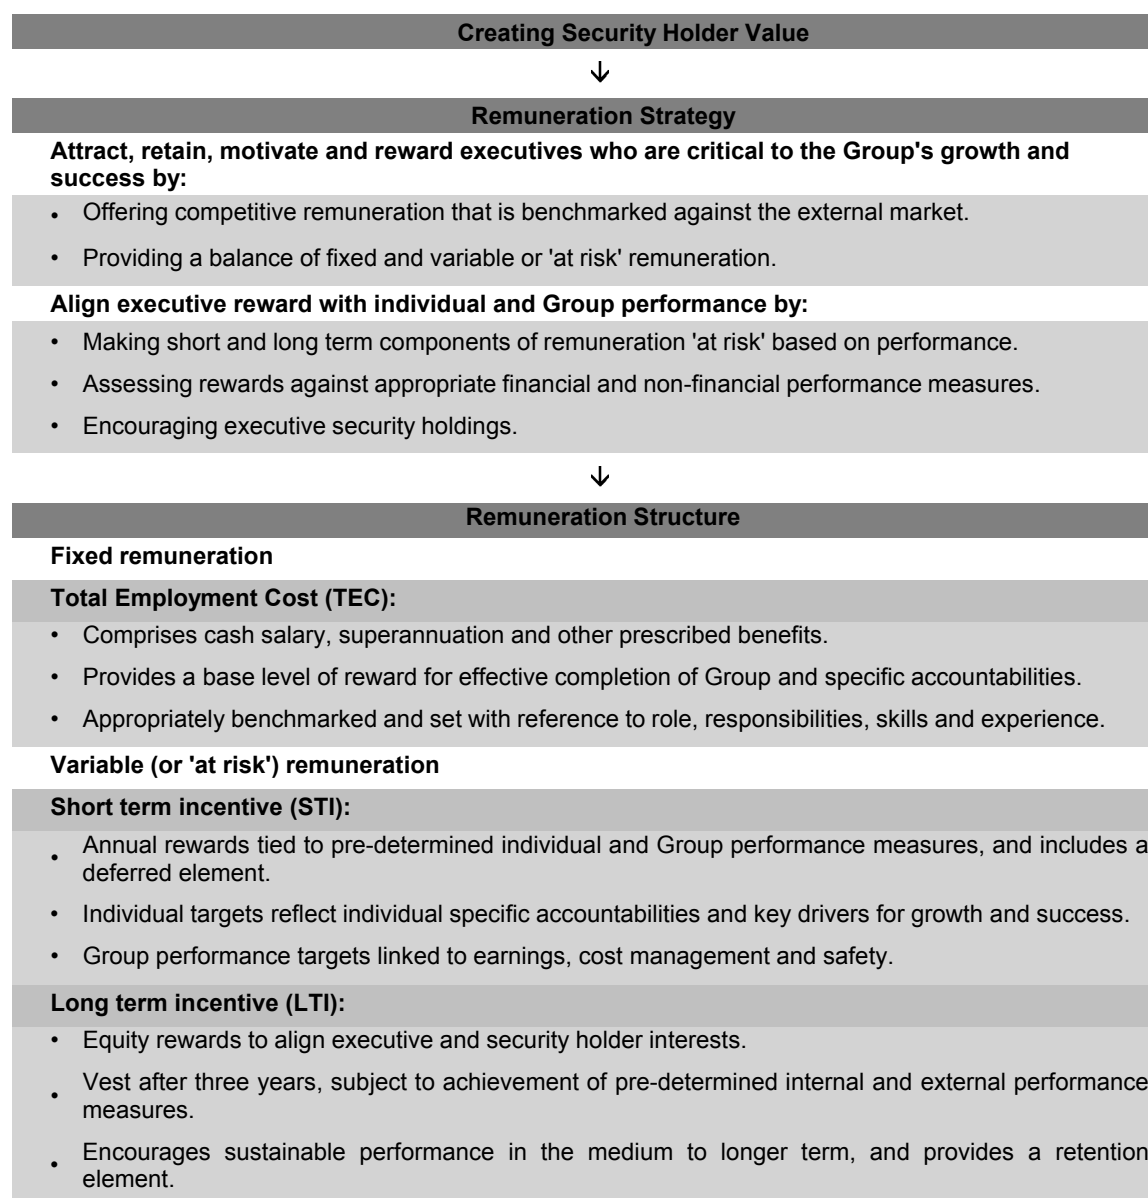 Creating Security Holder Value
↓
Remuneration Strategy
Attract, retain, motivate and reward executives who are critical to the Group's growth and
success by:
• Offering competitive remuneration that is benchmarked against the external market.
• Providing a balance of fixed and variable or 'at risk' remuneration.
Align executive reward with individual and Group performance by:
• Making short and long term components of remuneration 'at risk' based on performance.
• Assessing rewards against appropriate financial and non-financial performance measures.
• Encouraging executive security holdings.
↓
Remuneration Structure
Fixed remuneration
Total Employment Cost (TEC):
• Comprises cash salary, superannuation and other prescribed benefits.
• Provides a base level of reward for effective completion of Group and specific accountabilities.
• Appropriately benchmarked and set with reference to role, responsibilities, skills and experience.
Variable (or 'at risk') remuneration
Short term incentive (STI):
• Annual rewards tied to pre-determined individual and Group performance measures, and includes a
deferred element.
• Individual targets reflect individual specific accountabilities and key drivers for growth and success.
• Group performance targets linked to earnings, cost management and safety.
Long term incentive (LTI):
• Equity rewards to align executive and security holder interests.
• Vest after three years, subject to achievement of pre-determined internal and external performance
measures.
• Encourages sustainable performance in the medium to longer term, and provides a retention
element.